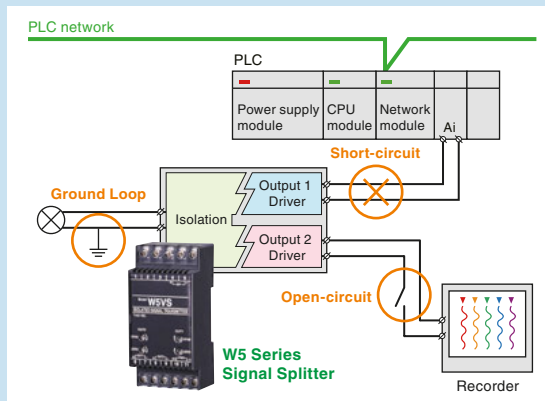 PLC network
PLC
Power supply
module
CPU
module
Network
module
Ai
Short-circuit
Ground Loop
Isolation
Output 1
Driver
Output 2
Driver
Open-circuit
W5VS
W5 Series
Signal Splitter
Recorder